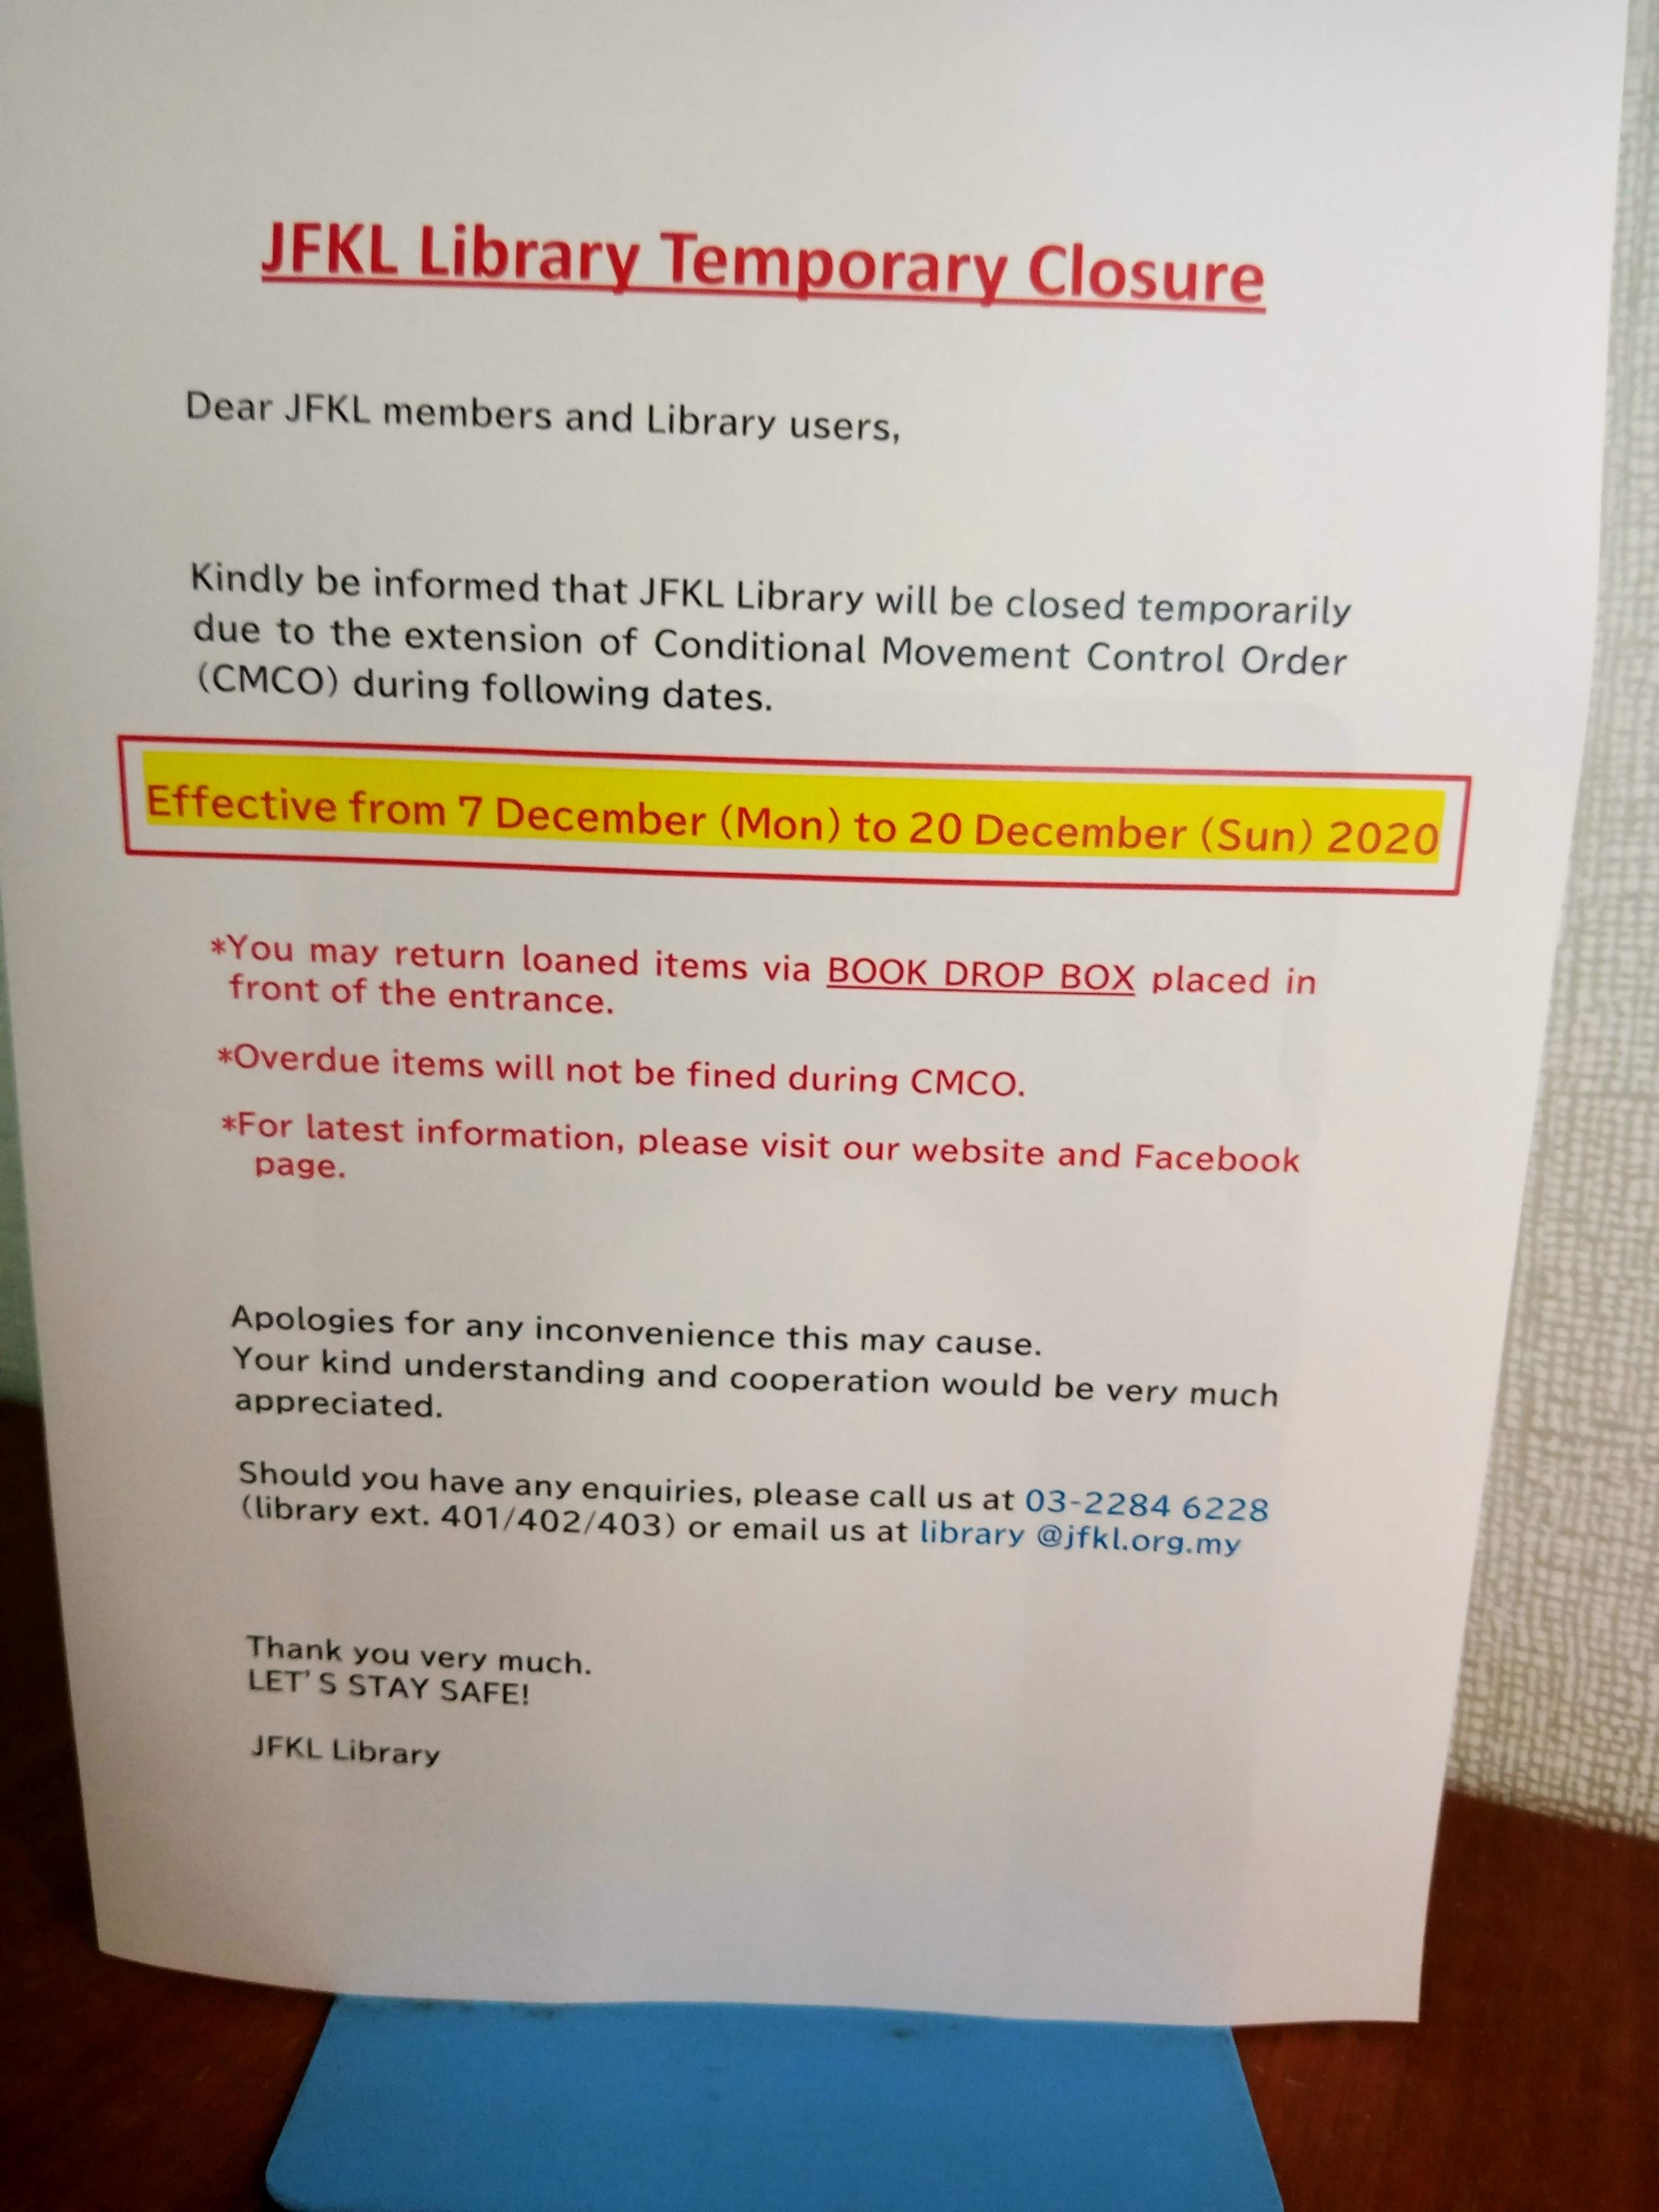 JFKL Library Temporary Closure
Dear JFKL members and Library users,
Kindly be informed that JFKL Library will be closed temporarily
due to the extension of Conditional Movement Control Order
(CMCO) during following dates.
Effective from 7 December (Mon) to 20 December (Sun) 2020
*You may return loaned items via BOOK DROP BOX placed in
front of the entrance.
*Overdue items will not be fined during CMCO.
*For latest information, please visit our website and Facebook
page.
Apologies for any inconvenience this may cause.
Your kind understanding and cooperation would be very much
appreciated.
Should you have any enquiries, please call us at 03-2284 6228
(library ext. 401/402/403) or email us at library @jfkl.org.my
Thank you very much.
LET'S STAY SAFE!
JFKL Library